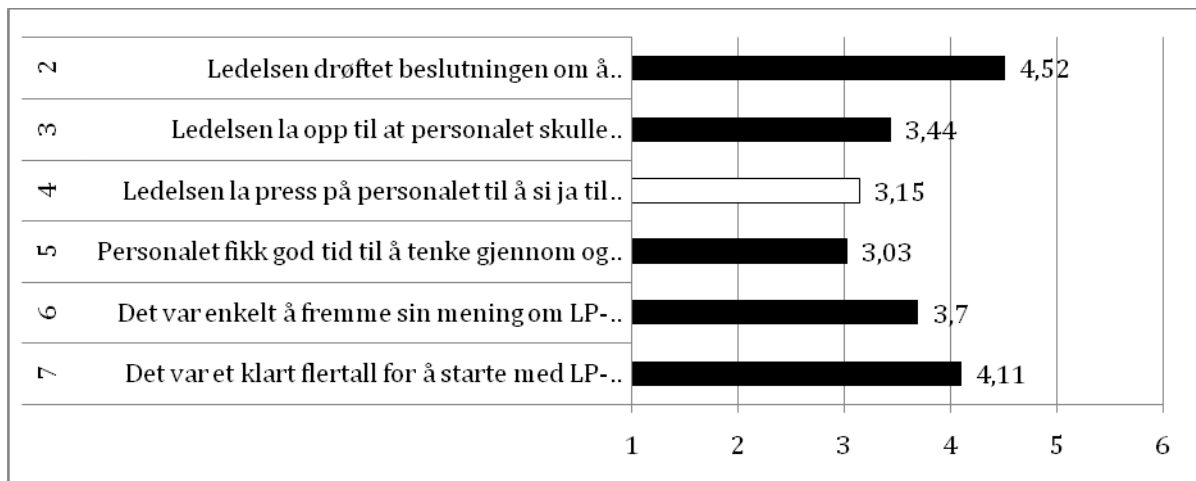 2 Ledelsen drøftet beslutningen om å.. 4,52
3 Ledelsen la opp til at personalet skulle.. 3,44
4 Ledelsen la press på personalet til å si ja til.. 3,15
5 Personalet fikk god tid til å tenke gjennom og.. 3,03
6 Det var enkelt å fremme sin mening om LP-.. 3,7
7 Det var et klart flertall for å starte med LP-.. 4,11
1 2 3 4 5 6